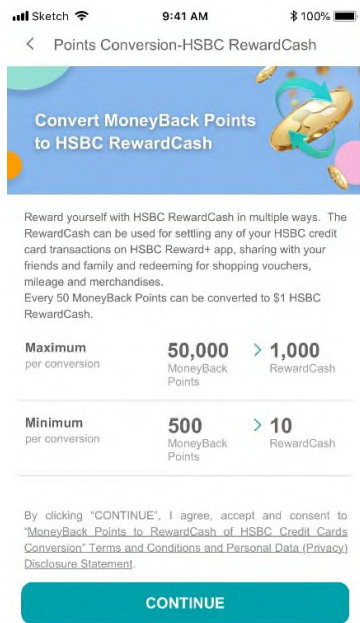 Sketch 9:41 AM 100%
Points Conversion-HSBC RewardCash
Convert MoneyBack Points
to HSBC RewardCash
Reward yourself with HSBC RewardCash in multiple ways. The
RewardCash can be used for settling any of your HSBC credit
card transactions on HSBC Reward+ app, sharing with your
friends and family and redeeming for shopping vouchers,
mileage and merchandises.
Every 50 MoneyBack Points can be converted to $1 HSBC
RewardCash.
Maximum 50,000 > 1,000
per conversion MoneyBack RewardCash
Points
Minimum 500 > 10
per conversion MoneyBack RewardCash
Points
By clicking "CONTINUE", I agree, accept and consent to
"MoneyBack Points to RewardCash of HSBC Credit Cards
Conversion" Terms and Conditions and Personal Data (Privacy)
Disclosure Statement.
CONTINUE